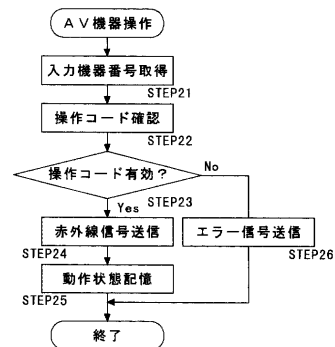 ＡＶ機器操作
入力機器番号取得
STEP21
操作コード確認
STEP22
操作コード有効？
No
Yes
STEP23
赤外線信号送信
エラー信号送信
STEP24
STEP26
動作状態記憶
STEP25
終了